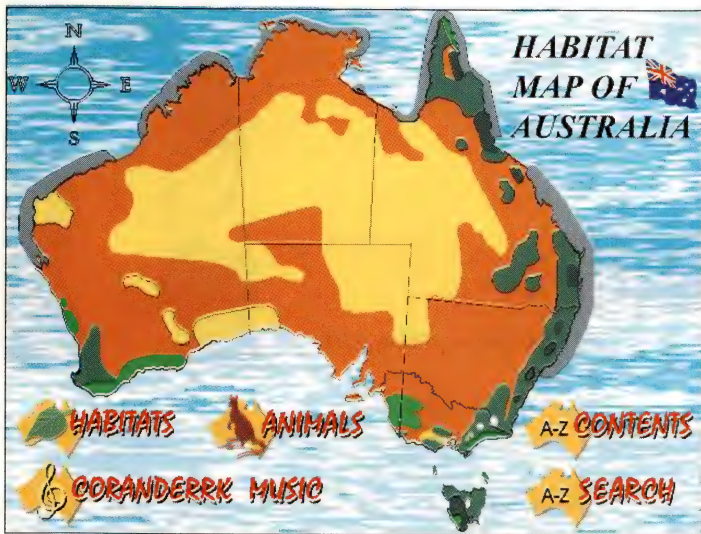 N
W E
S
HABITAT
MAP OF
AUSTRALIA
HABITATS
ANIMALS
A-Z CONTENTS
CORANDERRK MUSIC
A-Z SEARCH